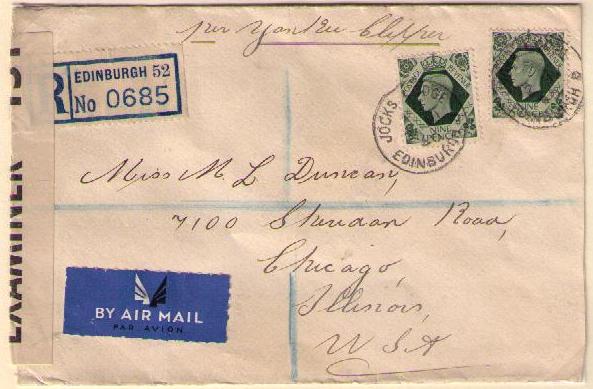 per Yankee Clipper
R
EDINBURGH 52
No 0685
NINE
PENCE
NINE
PENCE
JOCKS
EDINBURGH
Miss M. L Duncan,
7100 Sheridan Road,
Chicago,
Illinois,
U.S.A
BY AIR MAIL
PAR AVION
EXAMINER